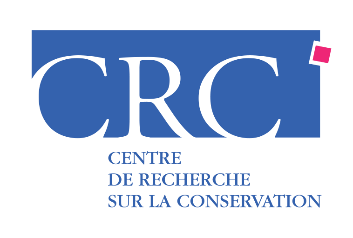 CRC
CENTRE
DE RECHERCHE
SUR LA CONSERVATION